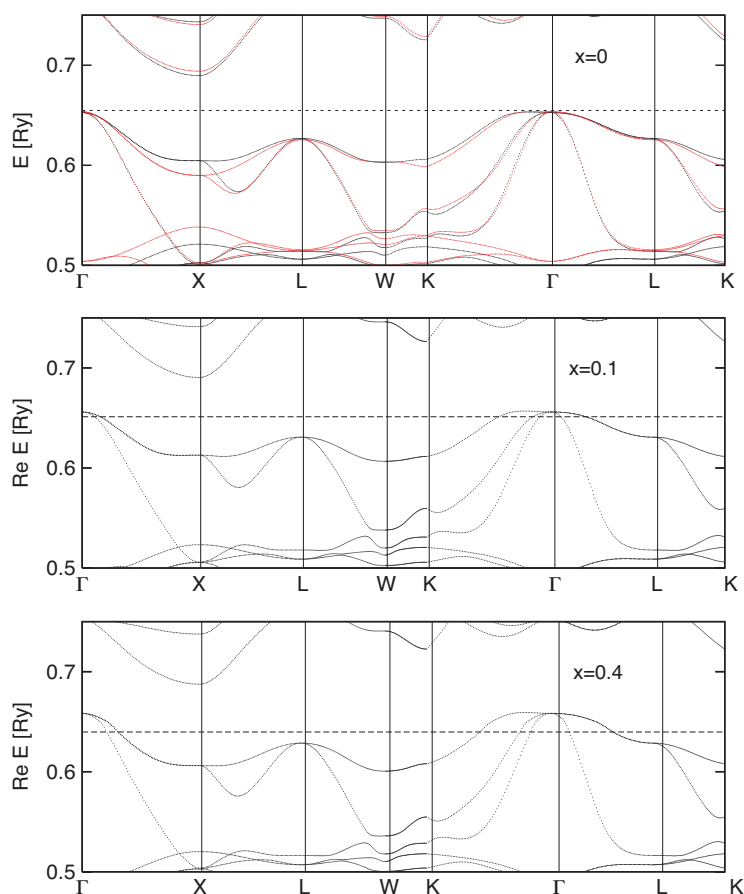 0.7
x=0
E [Ry]
0.6
0.5
Γ X L W K Γ L K
0.7
x=0.1
Re E [Ry]
0.6
0.5
Γ X L W K Γ L K
0.7
x=0.4
Re E [Ry]
0.6
0.5
Γ X L W K Γ L K